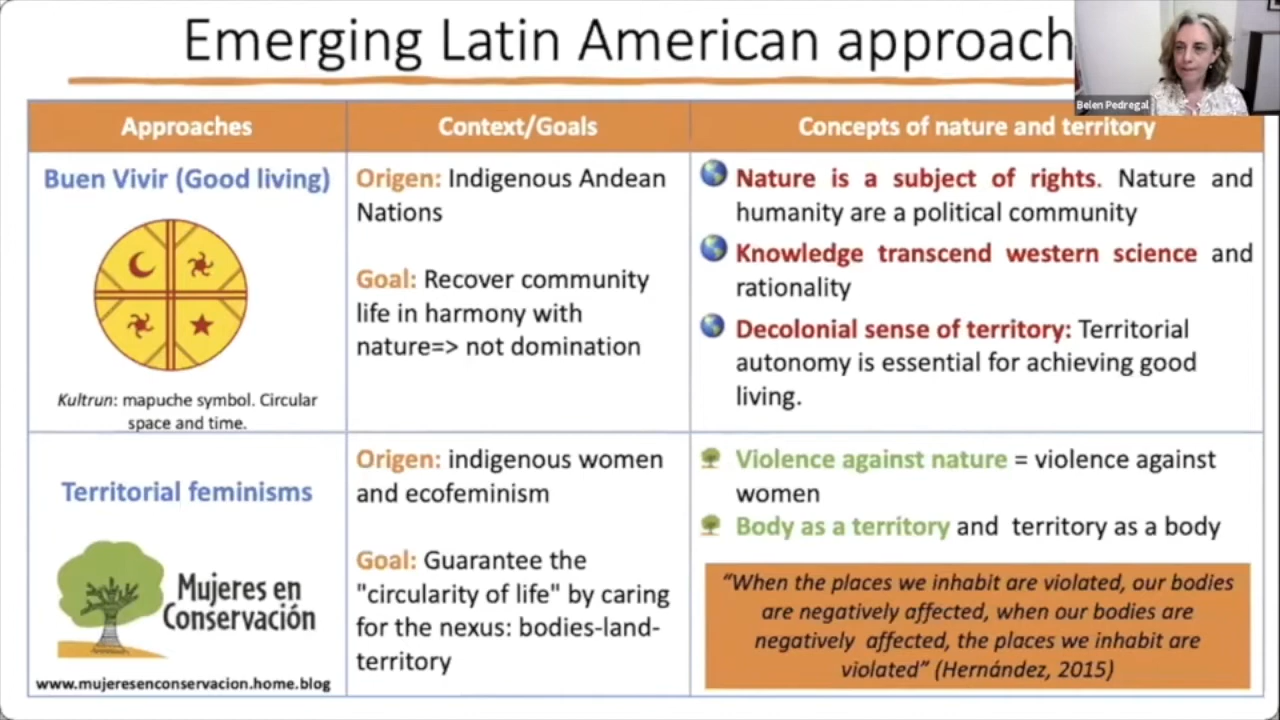 Emerging Latin American approach
Belen Pedregal
Approaches
Context/Goals
Concepts of nature and territory
Buen Vivir (Good living)
Kultrun: mapuche symbol. Circular
space and time.
Origen: Indigenous Andean
Nations
Goal: Recover community
life in harmony with
nature=> not domination
Nature is a subject of rights. Nature and
humanity are a political community
Knowledge transcend western science and
rationality
Decolonial sense of territory: Territorial
autonomy is essential for achieving good
living.
Territorial feminisms
Mujeres en
Conservación
www.mujeresenconservacion.home.blog
Origen: indigenous women
and ecofeminism
Goal: Guarantee the
"circularity of life" by caring
for the nexus: bodies-land-
territory
Violence against nature = violence against
women
Body as a territory and territory as a body
“When the places we inhabit are violated, our bodies
are negatively affected, when our bodies are
negatively affected, the places we inhabit are
violated” (Hernández, 2015)